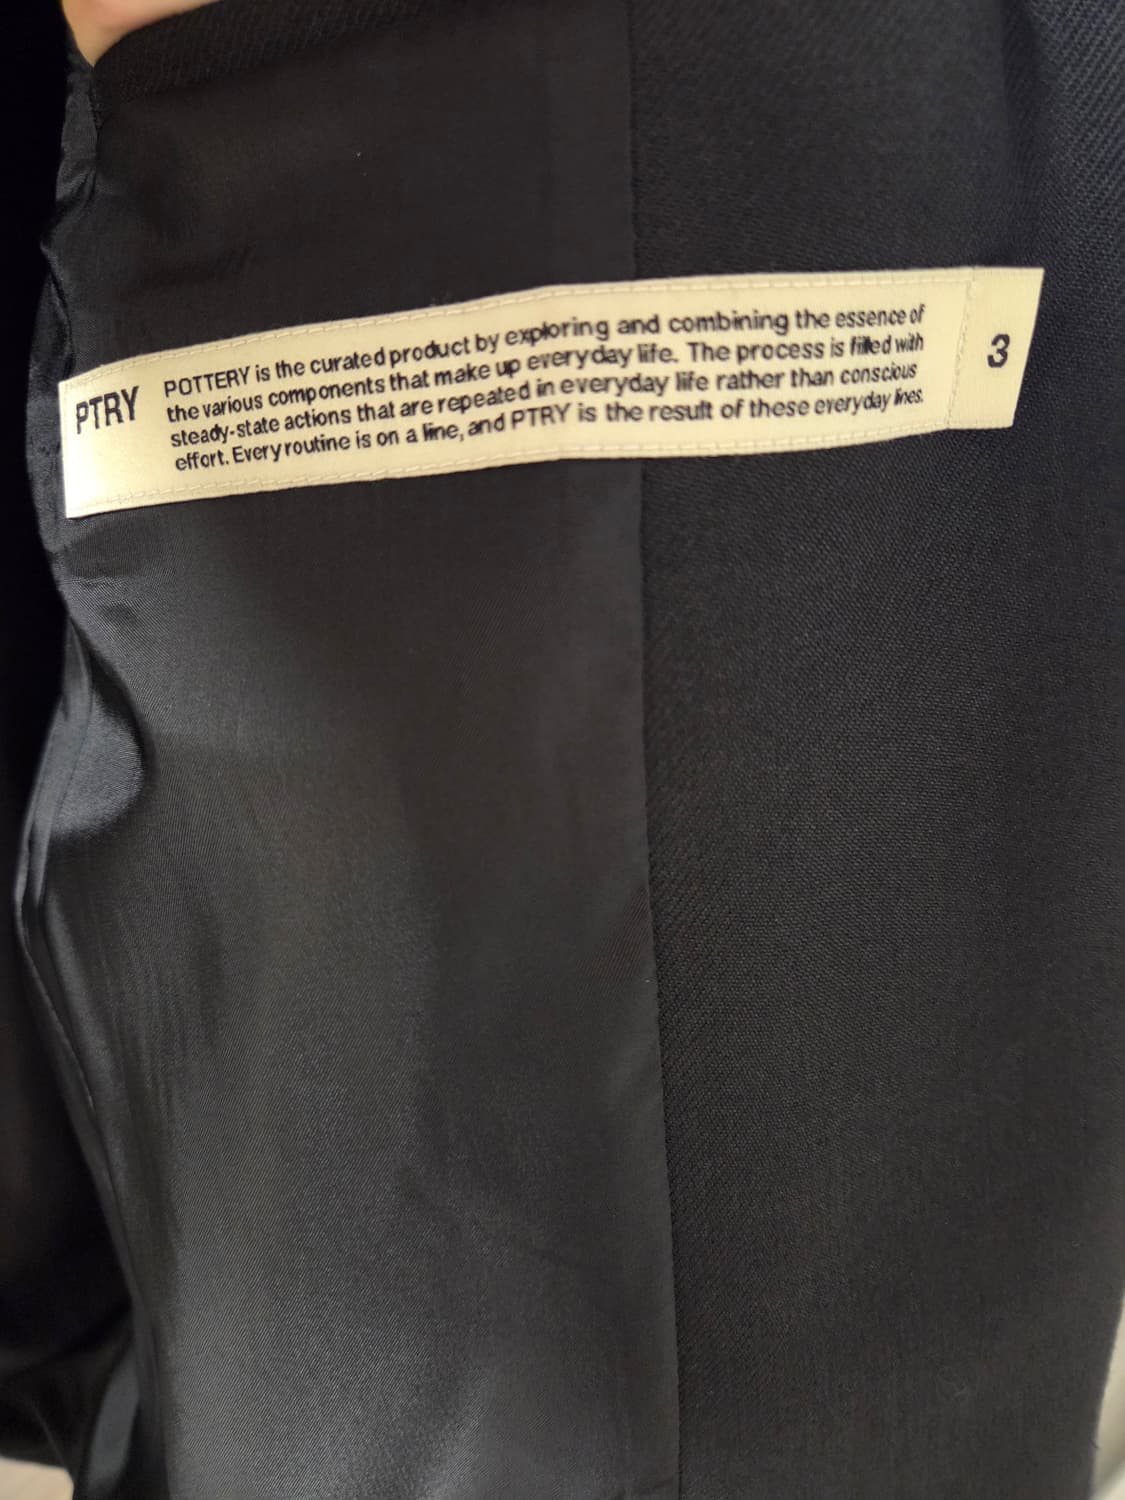 PTRY
POTTERY is the curated product by exploring and combining the essence of
the various components that make up everyday life. The process is filled with
steady-state actions that are repeated in everyday life rather than conscious
effort. Every routine is on a line, and PTRY is the result of these everyday lines.
3